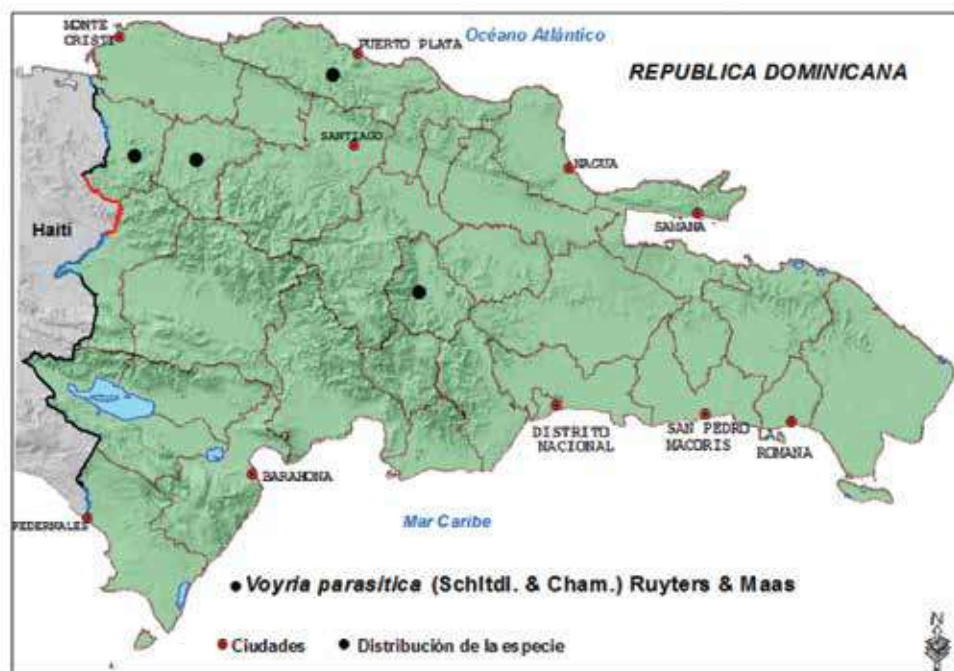 MONTE
CRISTI
PUERTO PLATA
Océano Atlántico
REPUBLICA DOMINICANA
SANTIAGO
NAGUA
SAMANA
Haití
DISTRITO
NACIONAL
SAN PEDRO
MACORIS
LA
ROMANA
BARAHONA
PEDERNALES
Mar Caribe
Voyria parasitica (Schltdl. & Cham.) Ruyters & Maas
Ciudades
Distribución de la especie
N